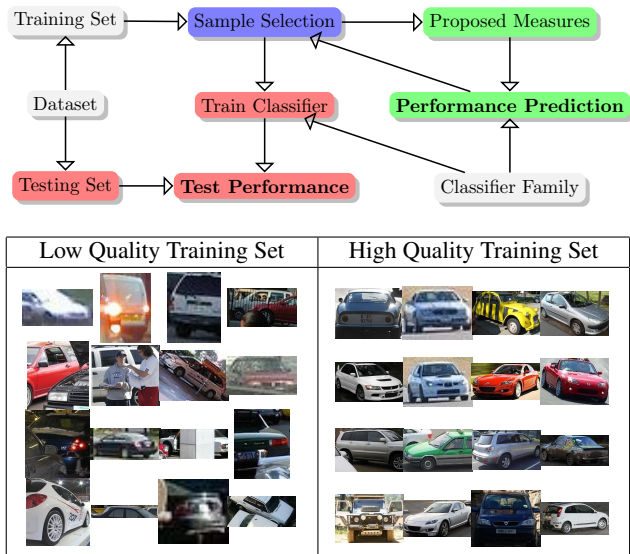 Training Set
Sample Selection
Proposed Measures
Dataset
Train Classifier
Performance Prediction
Testing Set
Test Performance
Classifier Family
Low Quality Training Set
High Quality Training Set